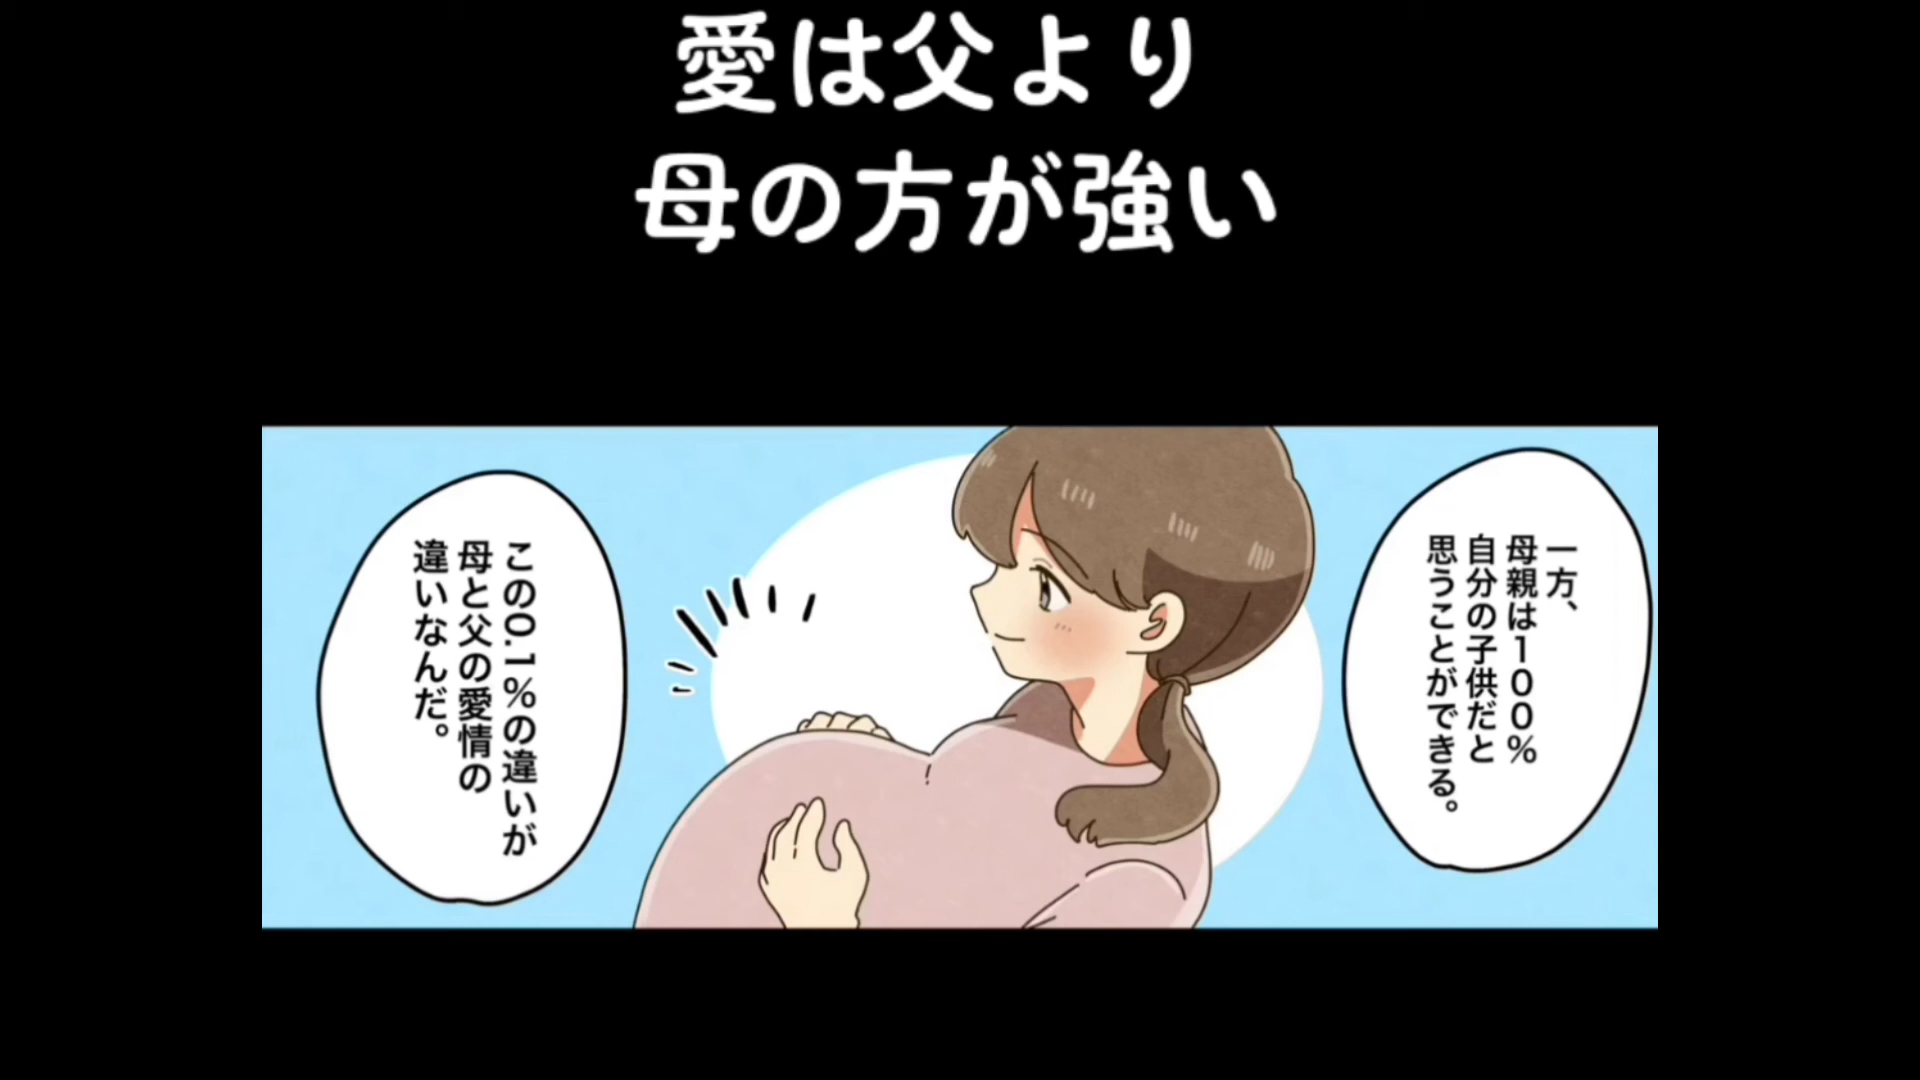 愛は父より
母の方が強い
一方、
母親は100%
自分の子供だと
思うことができる。
この0.1%の違いが
母と父の愛情の
違いなんだ。